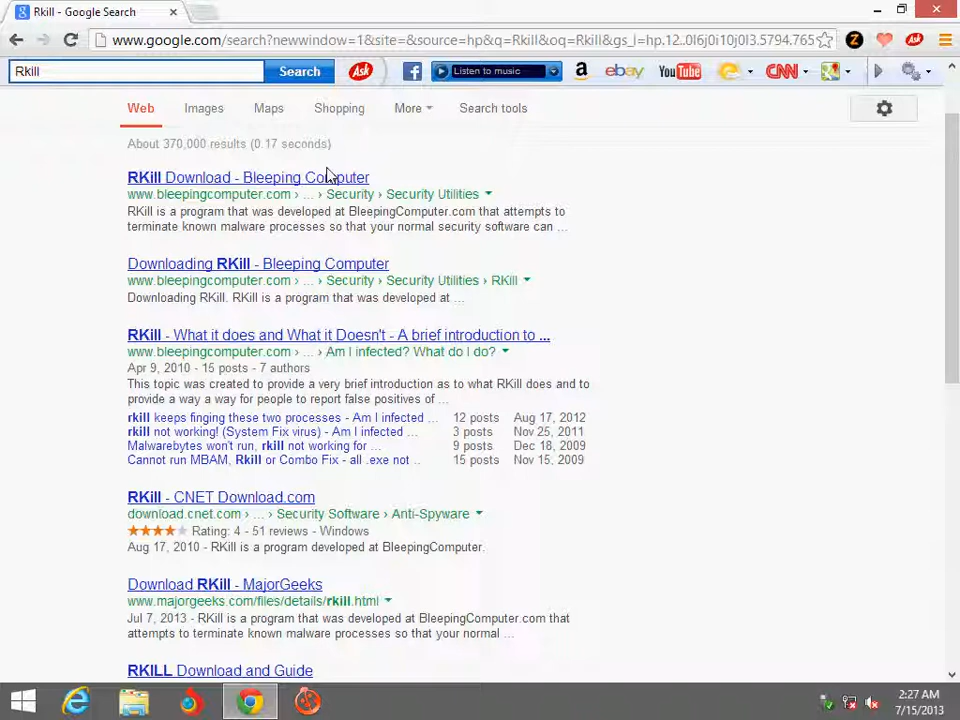 Rkill - Google Search
www.google.com/search?newwindow=1&site=&source=hp&q=Rkill&oq=Rkill&gs_l=hp.12..0l6j0i10j0l3.5794.765
Ask
Rkill Search Ask Listen to music ebay YouTube CNN
Web Images Maps Shopping More Search tools
About 370,000 results (0.17 seconds)
RKill Download - Bleeping Computer
www.bleepingcomputer.com › ... › Security › Security Utilities
RKill is a program that was developed at BleepingComputer.com that attempts to
terminate known malware processes so that your normal security software can ...
Downloading RKill - Bleeping Computer
www.bleepingcomputer.com › ... › Security › Security Utilities › RKill
Downloading RKill. RKill is a program that was developed at ...
RKill - What it does and What it Doesn't - A brief introduction to ...
www.bleepingcomputer.com › ... › Am I infected? What do I do?
Apr 9, 2010 - 15 posts - 7 authors
This topic was created to provide a very brief introduction as to what RKill does and to
provide a way a way for people to report false positives of ...
rkill keeps finging these two processes - Am I infected ... 12 posts Aug 17, 2012
rkill not working! (System Fix virus) - Am I infected ... 3 posts Nov 25, 2011
Malwarebytes won't run, rkill not working for ... 9 posts Dec 18, 2009
Cannot run MBAM, RKill or Combo Fix - all .exe not .. 15 posts Nov 15, 2009
RKill - CNET Download.com
download.cnet.com › ... › Security Software › Anti-Spyware
Rating: 4 - 51 reviews - Windows
Aug 17, 2010 - RKill is a program developed at BleepingComputer.
Download RKill - MajorGeeks
www.majorgeeks.com/files/details/rkill.html
Jul 7, 2013 - RKill is a program that was developed at BleepingComputer.com that
attempts to terminate known malware processes so that your normal ...
RKILL Download and Guide
2:27 AM
7/15/2013